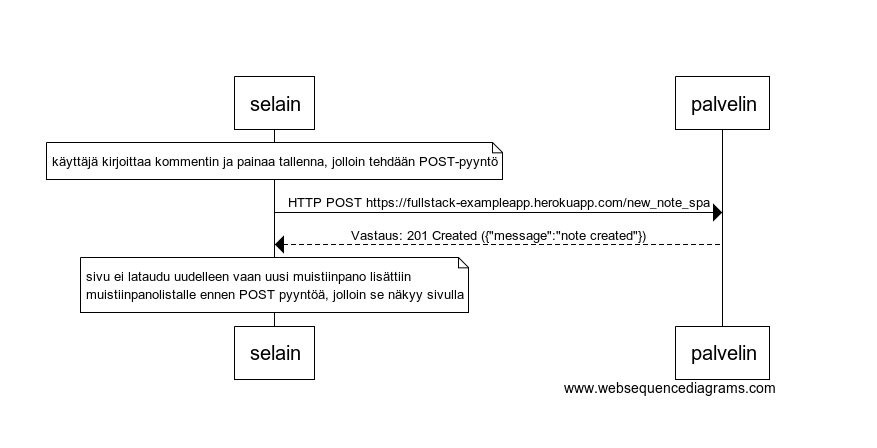 selain
palvelin
käyttäjä kirjoittaa kommentin ja painaa tallenna, jolloin tehdään POST-pyyntö
HTTP POST https://fullstack-exampleapp.herokuapp.com/new_note_spa
Vastaus: 201 Created ({"message":"note created"})
sivu ei lataudu uudelleen vaan uusi muistiinpano lisättiin
muistiinpanolistalle ennen POST pyyntöä, jolloin se näkyy sivulla
selain
palvelin
www.websequencediagrams.com